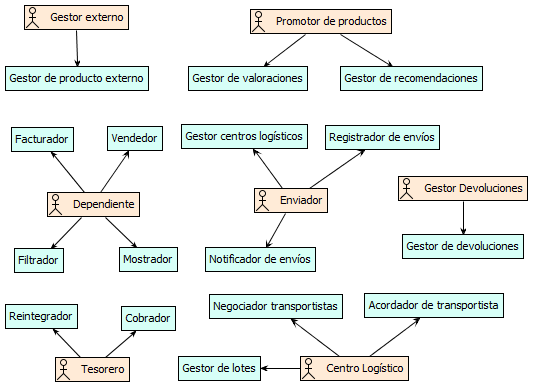 Gestor externo
Promotor de productos
Gestor de producto externo
Gestor de valoraciones
Gestor de recomendaciones
Facturador
Vendedor
Gestor centros logísticos
Registrador de envíos
Dependiente
Enviador
Gestor Devoluciones
Filtrador
Mostrador
Notificador de envíos
Gestor de devoluciones
Reintegrador
Cobrador
Negociador transportistas
Acordador de transportista
Tesorero
Gestor de lotes
Centro Logístico